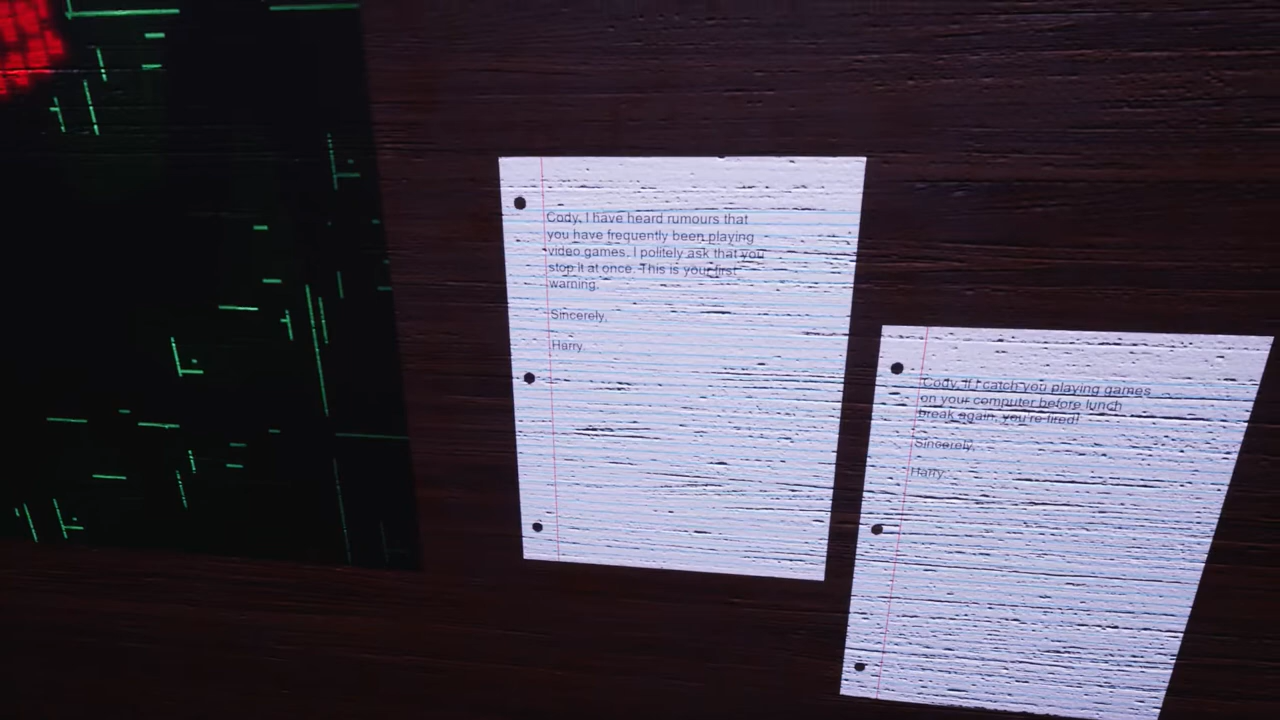 Cody, I have heard rumours that
you have frequently been playing
video games. I politely ask that you
stop it at once. This is your first
warning.
Sincerely,
Harry
Cody, If I catch you playing games
on your computer before lunch
break again, you're fired!
Sincerely,
Harry